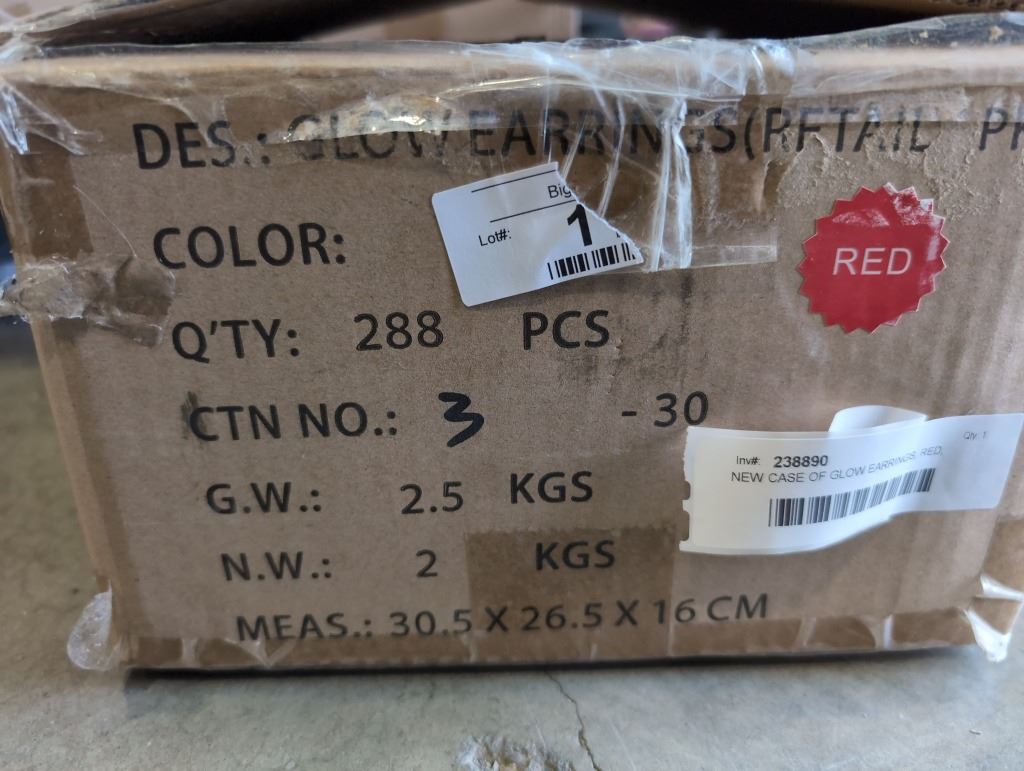 DES.: GLOW EARRINGS(RETAIL
Big
Lot#: 1
COLOR:
RED
Q'TY: 288 PCS
CTN NO.: 3 - 30
Qty. 1
Inv#: 238890
NEW CASE OF GLOW EARRINGS, RED,
G.W.: 2.5 KGS
N.W.: 2 KGS
MEAS.: 30.5 X 26.5 X 16 CM